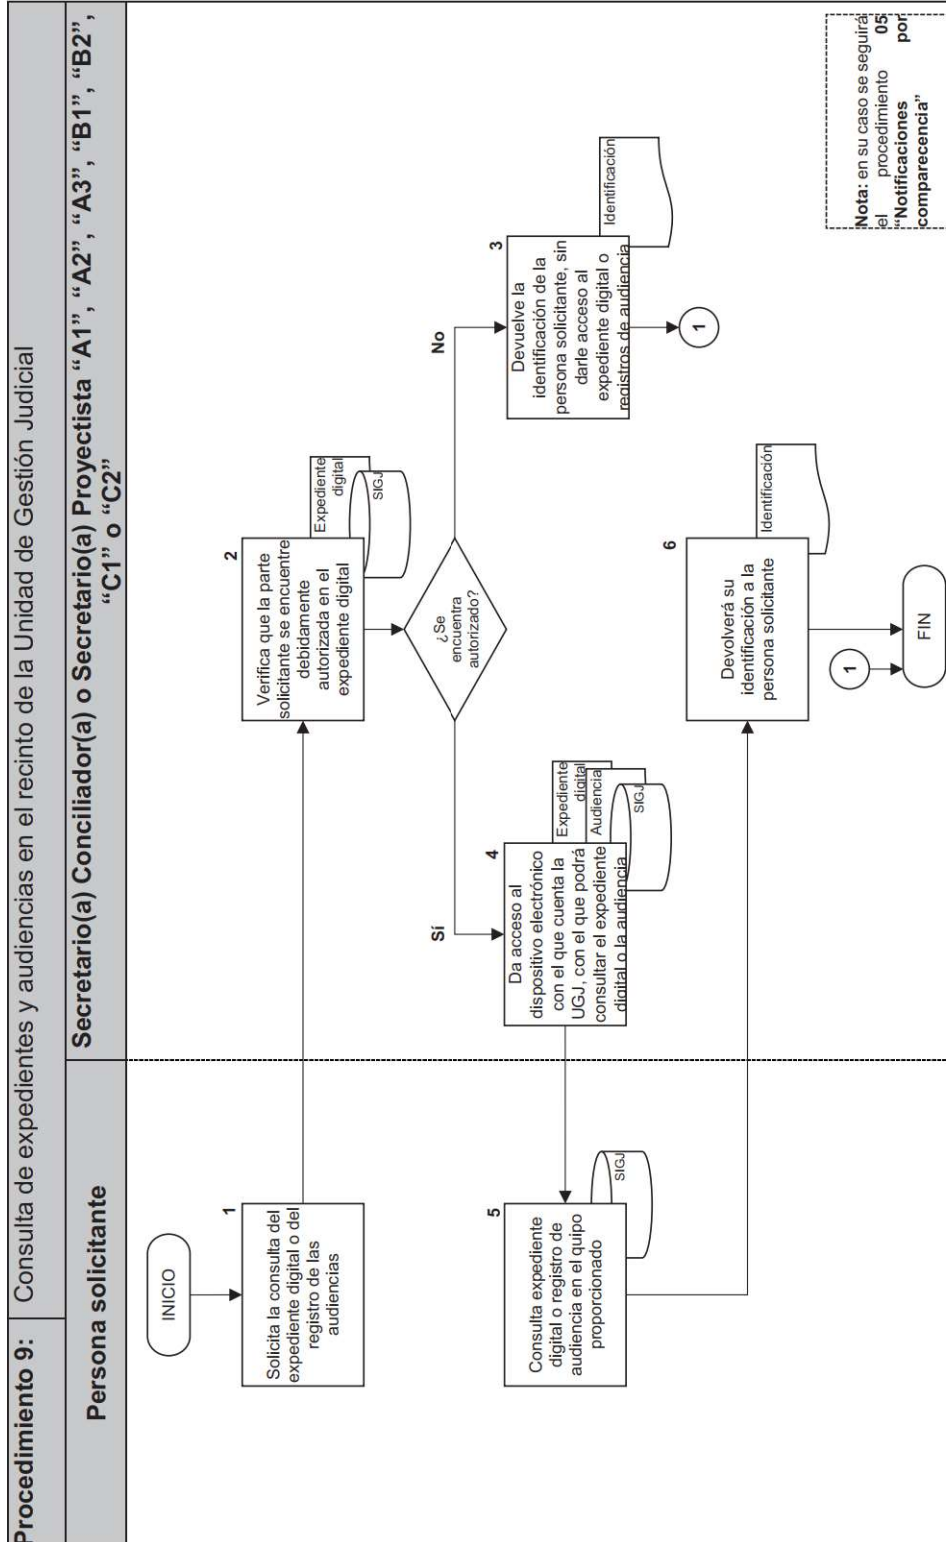 Procedimiento 9:
Consulta de expedientes y audiencias en el recinto de la Unidad de Gestión Judicial
Persona solicitante
Secretario(a) Conciliador(a) o Secretario(a) Proyectista “A1”, “A2”, “A3”, “B1”, “B2”,
“C1” o “C2”
INICIO
1
Solicita la consulta del
expediente digital o del
registro de las
audiencias
2
Verifica que la parte
solicitante se encuentre
debidamente
autorizada en el
expediente digital
Expediente
digital
SIGJ
¿Se
encuentra
autorizado?
Sí
No
3
Devuelve la
identificación de la
persona solicitante, sin
darle acceso al
expediente digital o
registros de audiencia
Identificación
1
4
Da acceso al
dispositivo electrónico
con el que cuenta la
UGJ, con el que podrá
consultar el expediente
digital o la audiencia
Expediente
digital
Audiencia
SIGJ
5
Consulta expediente
digital o registro de
audiencia en el quipo
proporcionado
SIGJ
6
Devolverá su
identificación a la
persona solicitante
Identificación
1
FIN
Nota: en su caso se seguirá
el procedimiento 05
“Notificaciones por
comparecencia”